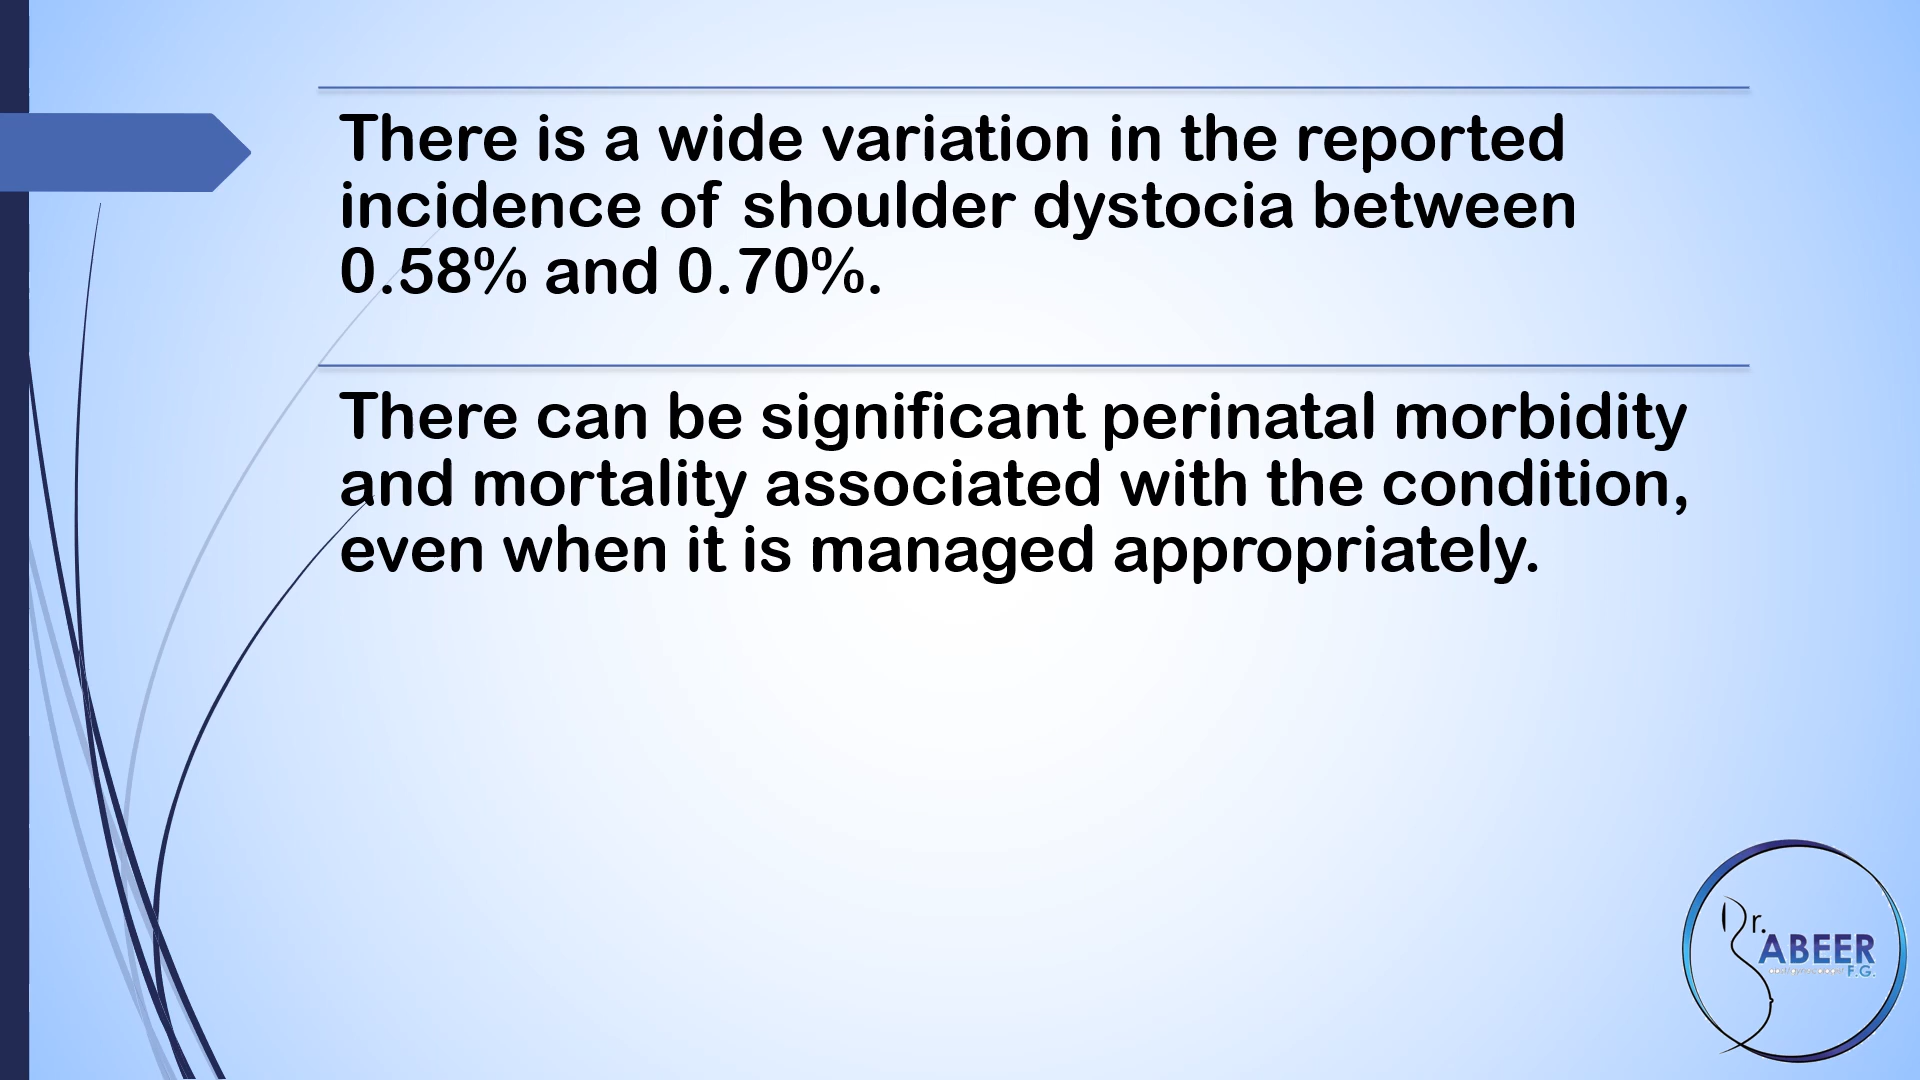 There is a wide variation in the reported
incidence of shoulder dystocia between
0.58% and 0.70%.
There can be significant perinatal morbidity
and mortality associated with the condition,
even when it is managed appropriately.
Dr.
ABEER
F.G.